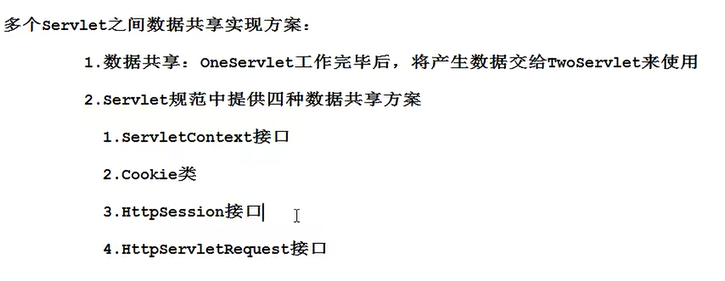 多个Servlet之间数据共享实现方案：
1.数据共享：OneServlet工作完毕后，将产生数据交给TwoServlet来使用
2.Servlet规范中提供四种数据共享方案
1.ServletContext接口
2.Cookie类
3.HttpSession接口
4.HttpServletRequest接口